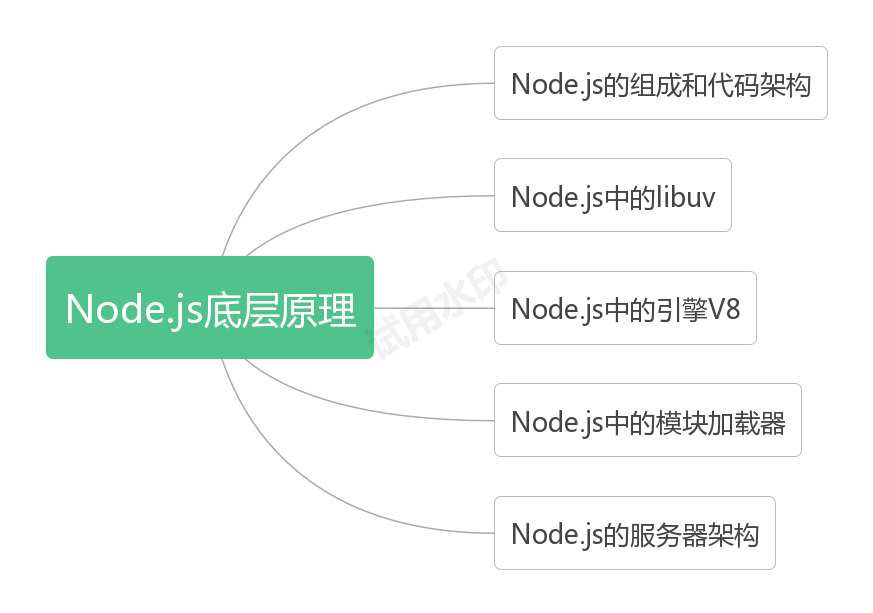 Node.js的组成和代码架构
Node.js中的libuv
Node.js底层原理
试用水印
Node.js中的引擎V8
Node.js中的模块加载器
Node.js的服务器架构